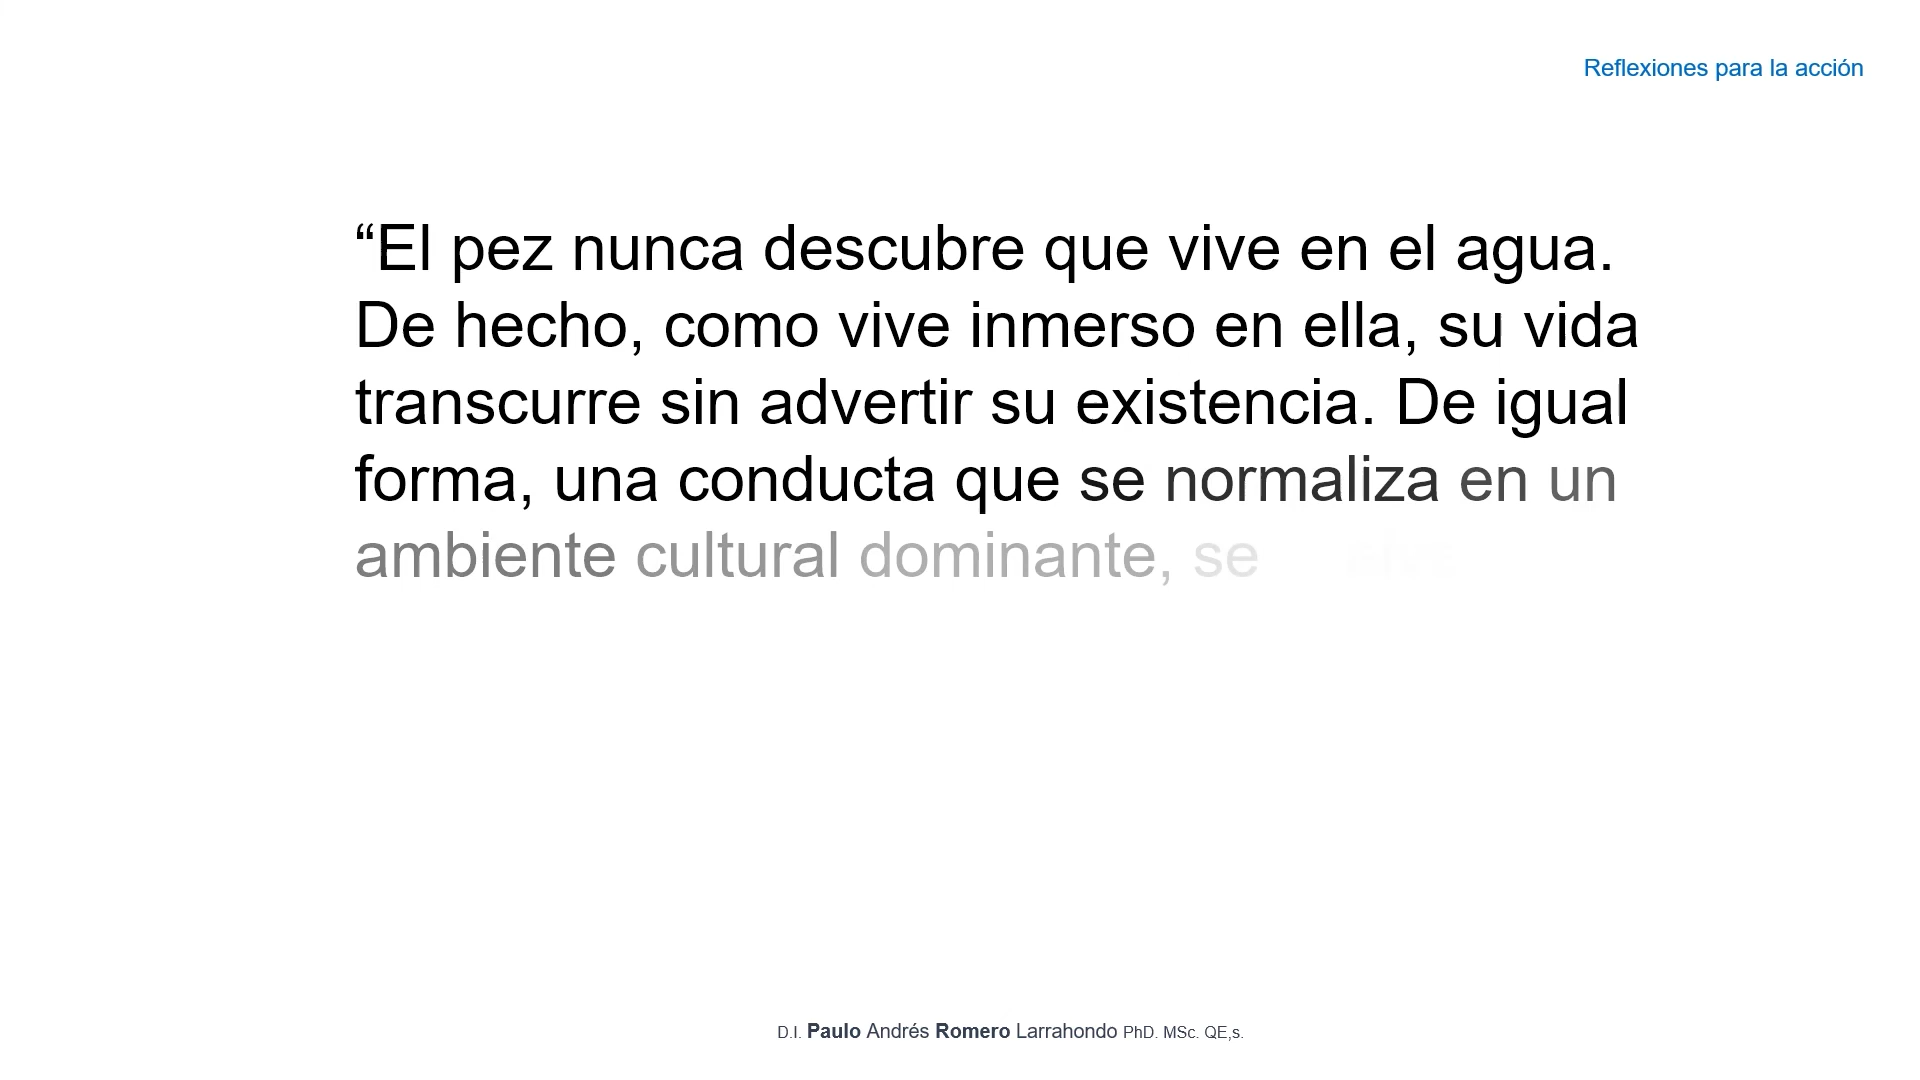 Reflexiones para la acción
“El pez nunca descubre que vive en el agua.
De hecho, como vive inmerso en ella, su vida
transcurre sin advertir su existencia. De igual
forma, una conducta que se normaliza en un
ambiente cultural dominante, se
D.I. Paulo Andrés Romero Larrahondo PhD. MSc. QE,s.